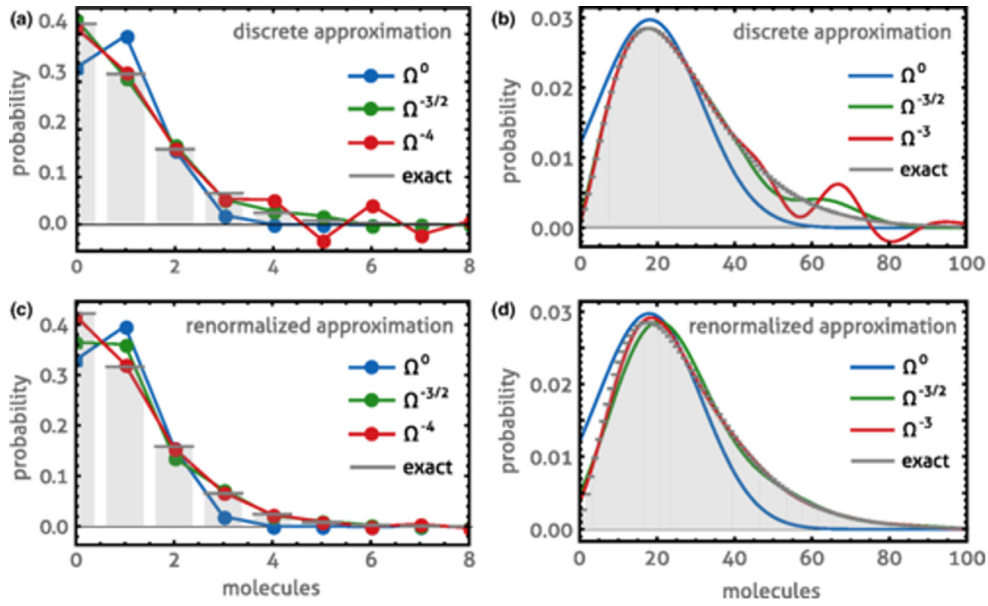 (a)
discrete approximation
0.4
0.3
0.2
0.1
0.0
probability
Ω⁰
Ω⁻³/²
Ω⁻⁴
exact
0 2 4 6 8
(b)
discrete approximation
0.03
0.02
0.01
0.00
probability
Ω⁰
Ω⁻³/²
Ω⁻³
exact
0 20 40 60 80 100
(c)
renormalized approximation
0.4
0.3
0.2
0.1
0.0
probability
Ω⁰
Ω⁻³/²
Ω⁻⁴
exact
0 2 4 6 8
molecules
(d)
renormalized approximation
0.03
0.02
0.01
0.00
probability
Ω⁰
Ω⁻³/²
Ω⁻³
exact
0 20 40 60 80 100
molecules